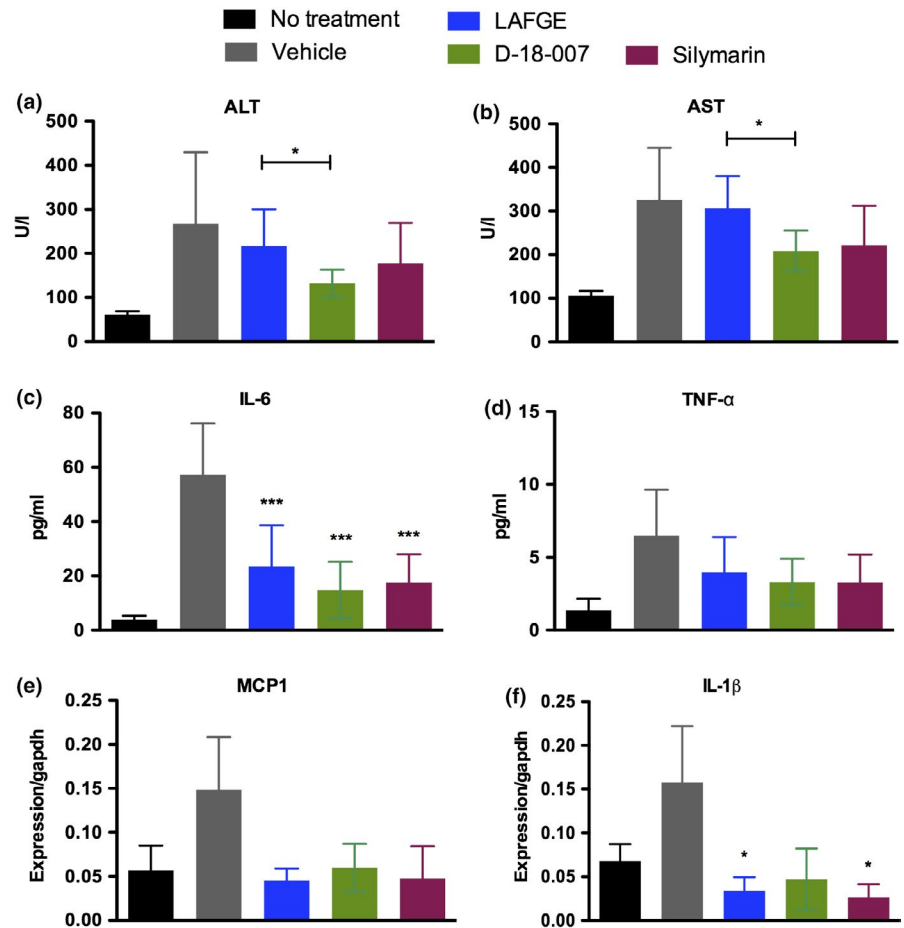 No treatment LAFGE
Vehicle D-18-007 Silymarin
(a) ALT
500
400
300
200
100
0
U/l
*
(b) AST
500
400
300
200
100
0
U/l
*
(c) IL-6
80
60
40
20
0
pg/ml
*** *** ***
(d) TNF-α
15
10
5
0
pg/ml
(e) MCP1
0.25
0.20
0.15
0.10
0.05
0.00
Expression/gapdh
(f) IL-1β
0.25
0.20
0.15
0.10
0.05
0.00
Expression/gapdh
* *